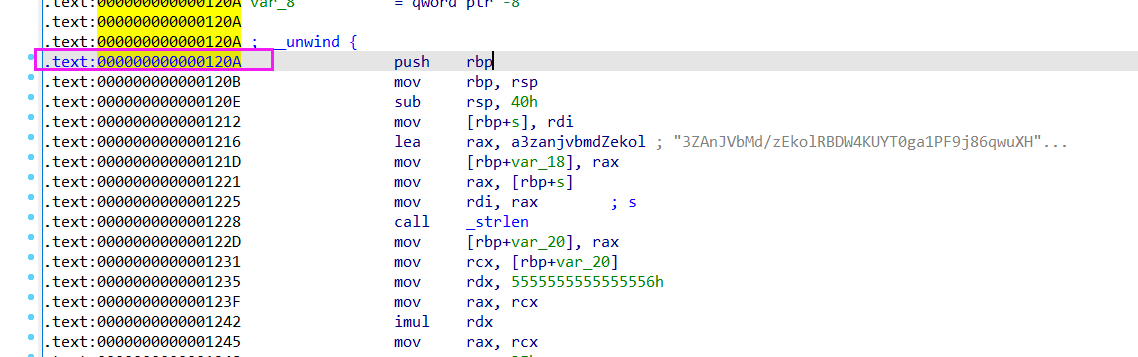 .text:000000000000120A var_8 = qword ptr -8
.text:000000000000120A
.text:000000000000120A ; __unwind {
.text:000000000000120A push rbp
.text:000000000000120B mov rbp, rsp
.text:000000000000120E sub rsp, 40h
.text:0000000000001212 mov [rbp+s], rdi
.text:0000000000001216 lea rax, a3zanjvbmdZekol ; "3ZAnJVbMd/zEkolRBDW4KUYT0ga1PF9j86qwuXH"...
.text:000000000000121D mov [rbp+var_18], rax
.text:0000000000001221 mov rax, [rbp+s]
.text:0000000000001225 mov rdi, rax ; s
.text:0000000000001228 call _strlen
.text:000000000000122D mov [rbp+var_20], rax
.text:0000000000001231 mov rcx, [rbp+var_20]
.text:0000000000001235 mov rdx, 5555555555555556h
.text:000000000000123F mov rax, rcx
.text:0000000000001242 imul rdx
.text:0000000000001245 mov rax, rcx